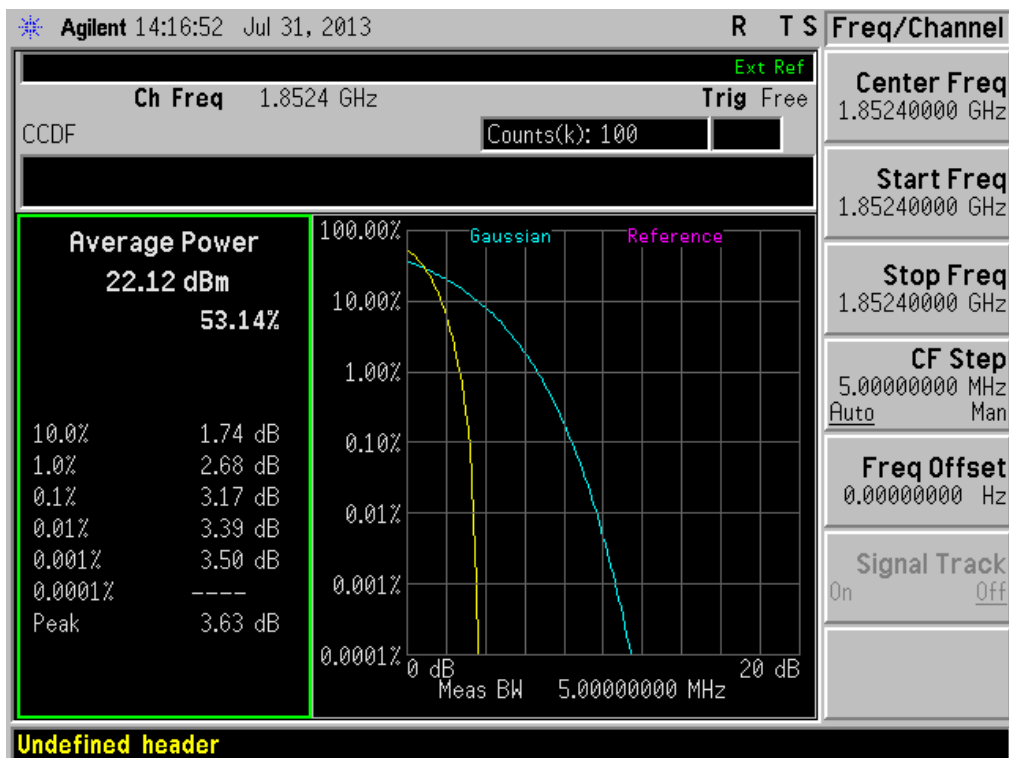 Agilent 14:16:52 Jul 31, 2013 R T S
Ext Ref
Ch Freq 1.8524 GHz Trig Free
CCDF Counts(k): 100
Average Power
22.12 dBm
53.14%
10.0% 1.74 dB
1.0% 2.68 dB
0.1% 3.17 dB
0.01% 3.39 dB
0.001% 3.50 dB
0.0001% ----
Peak 3.63 dB
Gaussian Reference
100.00%
10.00%
1.00%
0.10%
0.01%
0.001%
0.0001%
0 dB 20 dB
Meas BW 5.00000000 MHz
Freq/Channel
Center Freq
1.85240000 GHz
Start Freq
1.85240000 GHz
Stop Freq
1.85240000 GHz
CF Step
5.00000000 MHz
Auto Man
Freq Offset
0.00000000 Hz
Signal Track
On Off
Undefined header